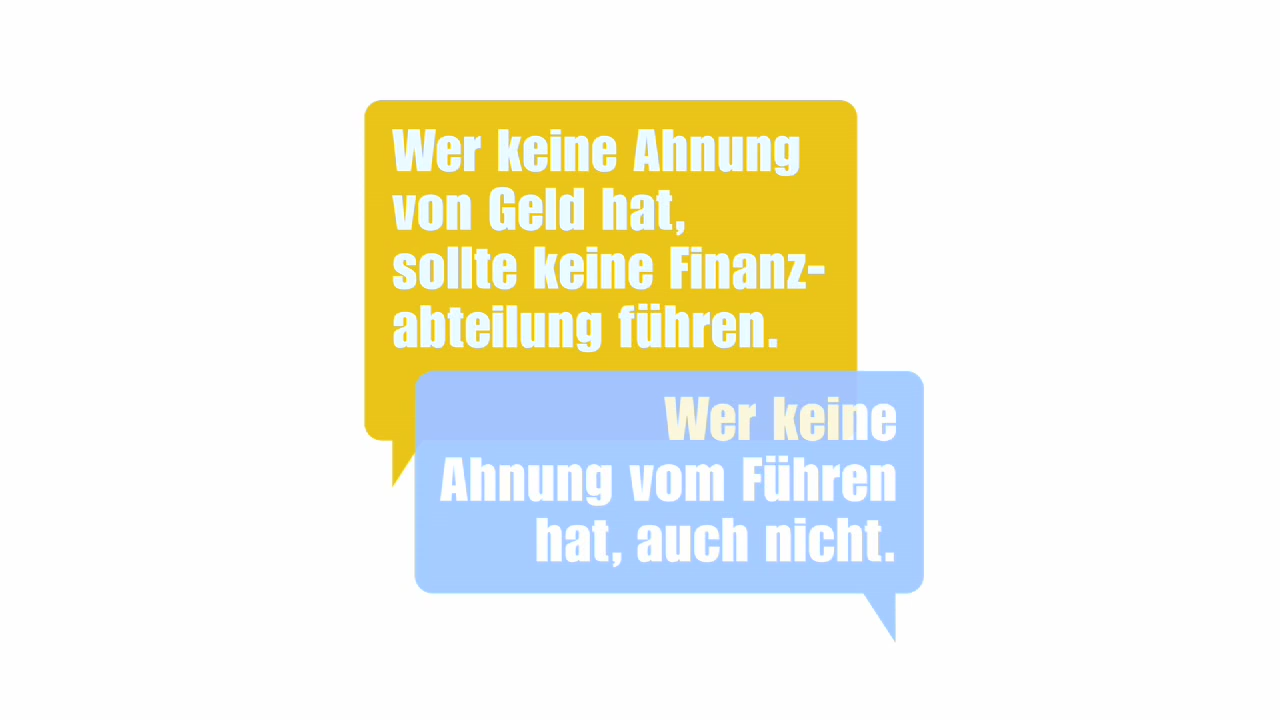 Wer keine Ahnung
von Geld hat,
sollte keine Finanz-
abteilung führen.
Wer keine
Ahnung vom Führen
hat, auch nicht.